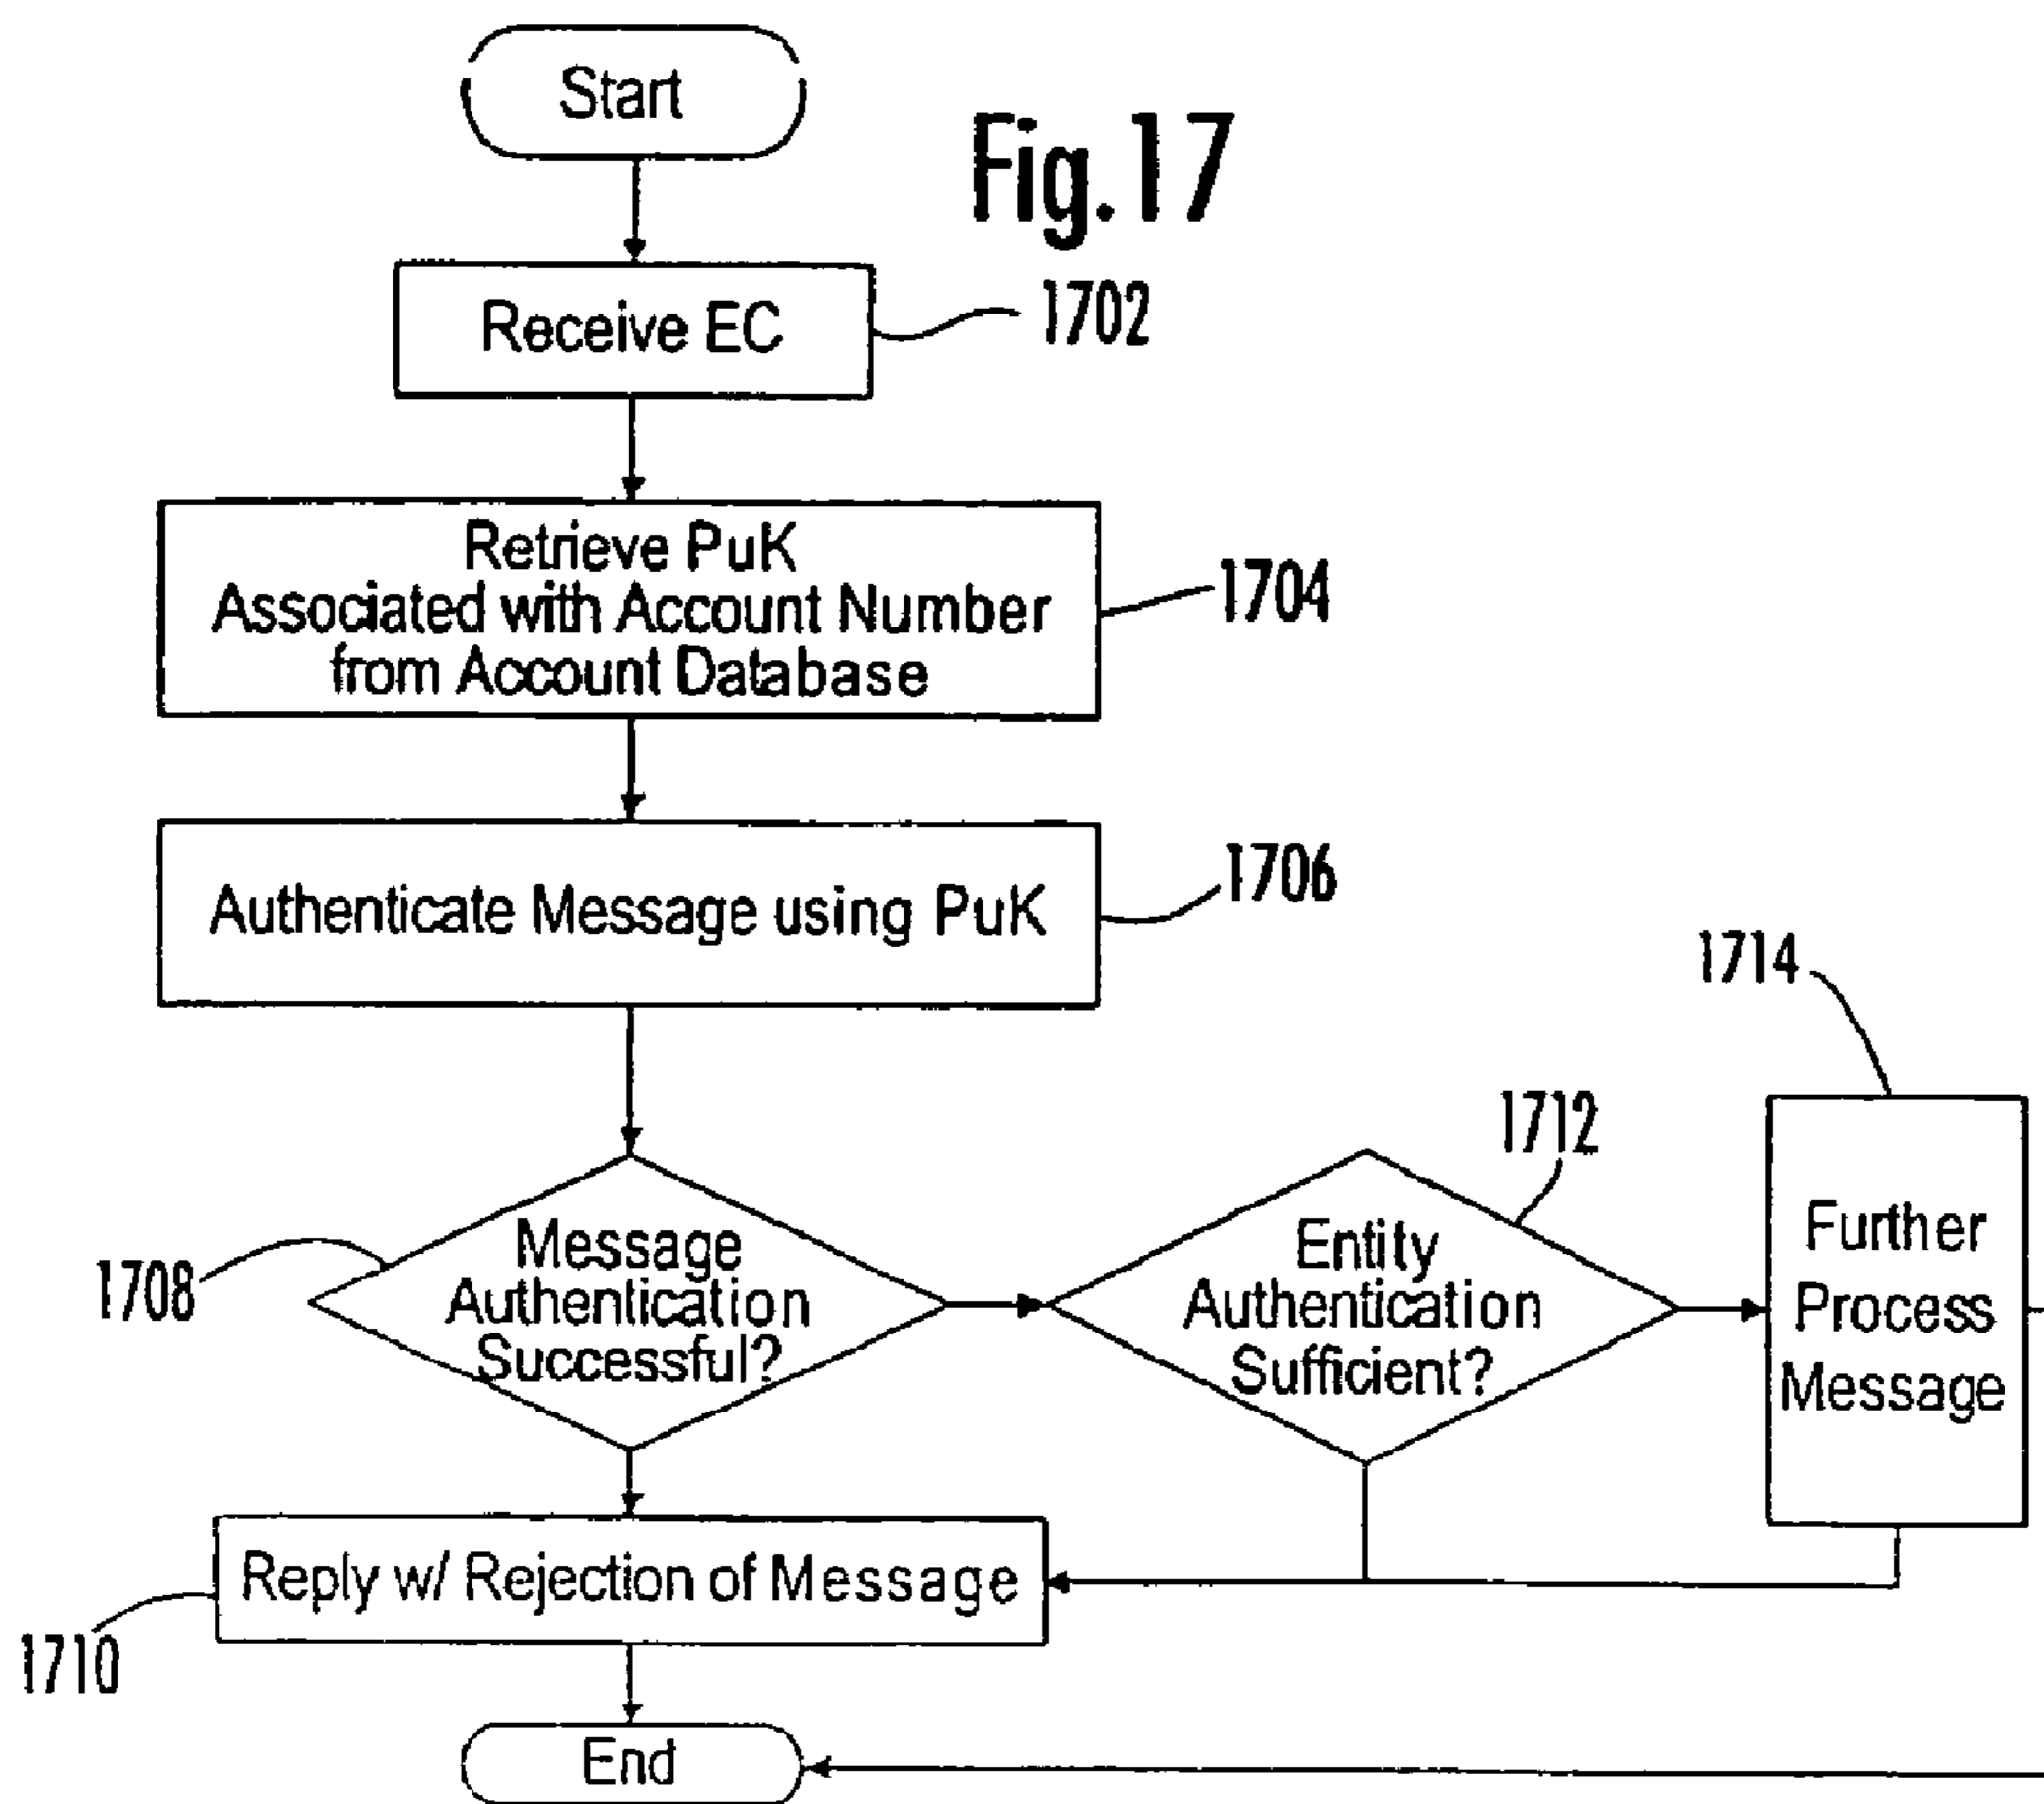 Start
Fig.17
Receive EC
1702
Retrieve PuK
Associated with Account Number
from Account Database
1704
Authenticate Message using PuK
1706
1714
1712
Message
Authentication
Successful?
1708
Entity
Authentication
Sufficient?
Further
Process
Message
Reply w/ Rejection of Message
1710
End